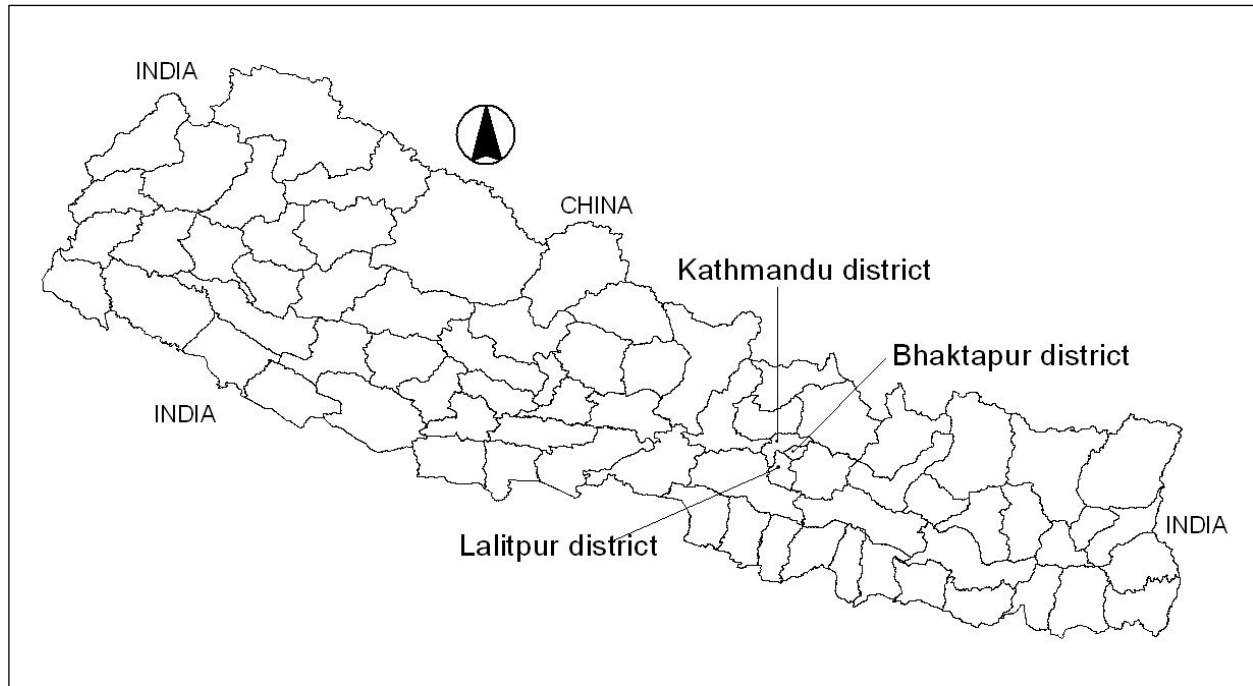 INDIA
CHINA
Kathmandu district
Bhaktapur district
INDIA
Lalitpur district
INDIA